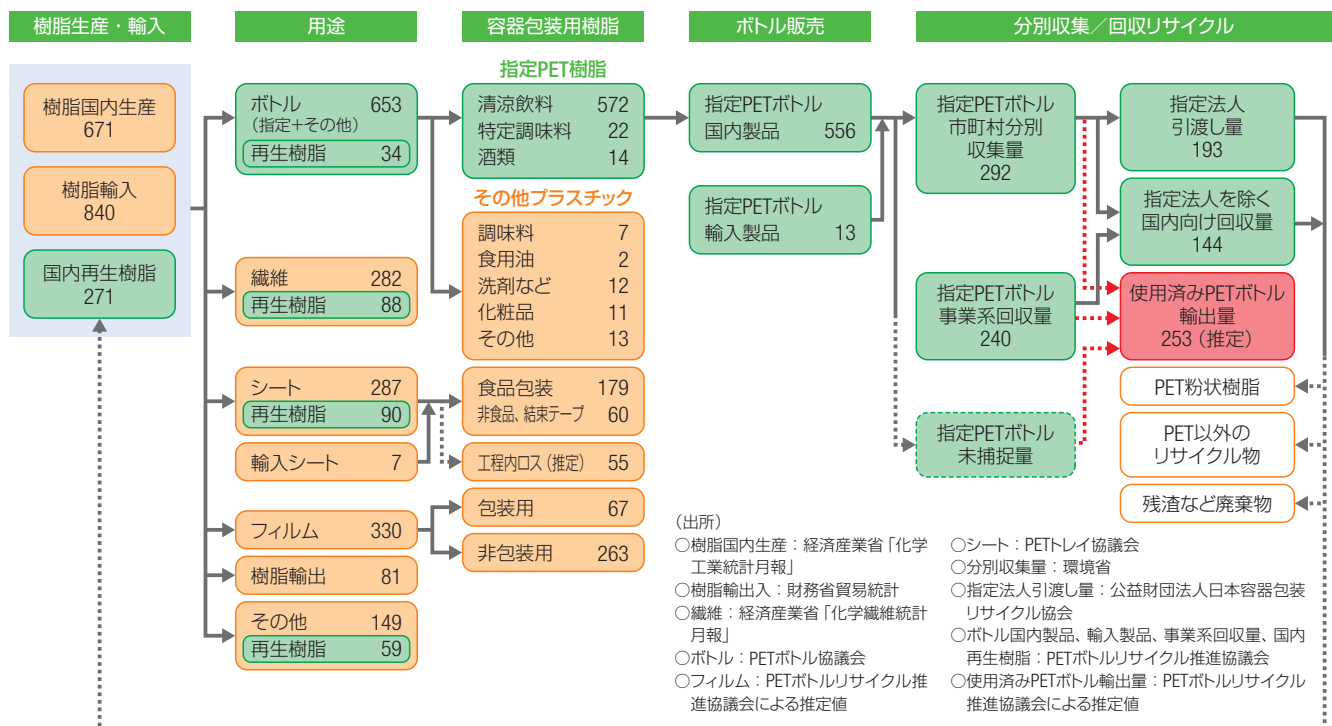 樹脂生産・輸入
用途
容器包装用樹脂
ボトル販売
分別収集／回収リサイクル
樹脂国内生産
671
樹脂輸入
840
国内再生樹脂
271
ボトル 653
(指定+その他)
再生樹脂 34
繊維 282
再生樹脂 88
シート 287
再生樹脂 90
輸入シート 7
フィルム 330
樹脂輸出 81
その他 149
再生樹脂 59
指定PET樹脂
清涼飲料 572
特定調味料 22
酒類 14
その他プラスチック
調味料 7
食用油 2
洗剤など 12
化粧品 11
その他 13
食品包装 179
非食品、結束テープ 60
工程内ロス（推定） 55
包装用 67
非包装用 263
指定PETボトル
国内製品 556
指定PETボトル
輸入製品 13
指定PETボトル
市町村分別
収集量
292
指定PETボトル
事業系回収量
240
指定PETボトル
未捕捉量
指定法人
引渡し量
193
指定法人を除く
国内向け回収量
144
使用済みPETボトル
輸出量
253（推定）
PET粉状樹脂
PET以外の
リサイクル物
残渣など廃棄物
（出所）
○樹脂国内生産：経済産業省「化学
工業統計月報」
○樹脂輸出入：財務省貿易統計
○繊維：経済産業省「化学繊維統計
月報」
○ボトル：PETボトル協議会
○フィルム：PETボトルリサイクル推
進協議会による推定値
○シート：PETトレイ協議会
○分別収集量：環境省
○指定法人引渡し量：公益財団法人日本容器包装
リサイクル協会
○ボトル国内製品、輸入製品、事業系回収量、国内
再生樹脂：PETボトルリサイクル推進協議会
○使用済みPETボトル輸出量：PETボトルリサイクル
推進協議会による推定値